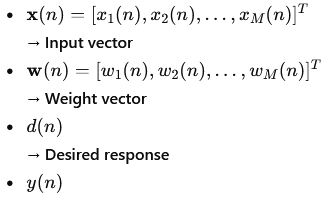 • x(n) = [x₁(n), x₂(n), …, x_M(n)]ᵀ
→ Input vector
• w(n) = [w₁(n), w₂(n), …, w_M(n)]ᵀ
→ Weight vector
• d(n)
→ Desired response
• y(n)